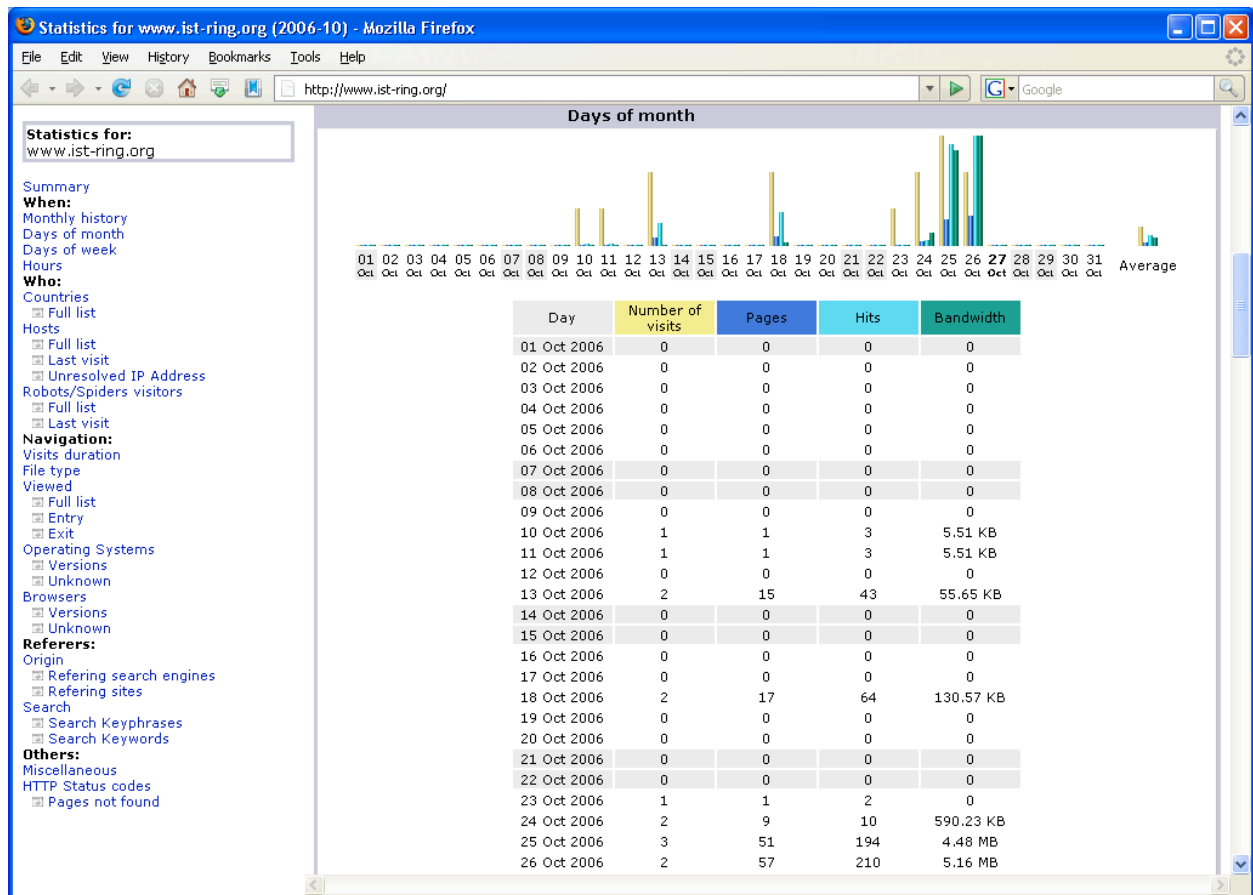 Statistics for www.ist-ring.org (2006-10) - Mozilla Firefox
File Edit View History Bookmarks Tools Help
http://www.ist-ring.org/ G Google
Statistics for:
www.ist-ring.org
Summary
When:
Monthly history
Days of month
Days of week
Hours
Who:
Countries
Full list
Hosts
Full list
Last visit
Unresolved IP Address
Robots/Spiders visitors
Full list
Last visit
Navigation:
Visits duration
File type
Viewed
Full list
Entry
Exit
Operating Systems
Versions
Unknown
Browsers
Versions
Unknown
Referers:
Origin
Refering search engines
Refering sites
Search
Search Keyphrases
Search Keywords
Others:
Miscellaneous
HTTP Status codes
Pages not found
Days of month
01 02 03 04 05 06 07 08 09 10 11 12 13 14 15 16 17 18 19 20 21 22 23 24 25 26 27 28 29 30 31
Oct Oct Oct Oct Oct Oct Oct Oct Oct Oct Oct Oct Oct Oct Oct Oct Oct Oct Oct Oct Oct Oct Oct Oct Oct Oct Oct Oct Oct Oct Oct
Average
Day Number of visits Pages Hits Bandwidth
01 Oct 2006 0 0 0 0
02 Oct 2006 0 0 0 0
03 Oct 2006 0 0 0 0
04 Oct 2006 0 0 0 0
05 Oct 2006 0 0 0 0
06 Oct 2006 0 0 0 0
07 Oct 2006 0 0 0 0
08 Oct 2006 0 0 0 0
09 Oct 2006 0 0 0 0
10 Oct 2006 1 1 3 5.51 KB
11 Oct 2006 1 1 3 5.51 KB
12 Oct 2006 0 0 0 0
13 Oct 2006 2 15 43 55.65 KB
14 Oct 2006 0 0 0 0
15 Oct 2006 0 0 0 0
16 Oct 2006 0 0 0 0
17 Oct 2006 0 0 0 0
18 Oct 2006 2 17 64 130.57 KB
19 Oct 2006 0 0 0 0
20 Oct 2006 0 0 0 0
21 Oct 2006 0 0 0 0
22 Oct 2006 0 0 0 0
23 Oct 2006 1 1 2 0
24 Oct 2006 2 9 10 590.23 KB
25 Oct 2006 3 51 194 4.48 MB
26 Oct 2006 2 57 210 5.16 MB